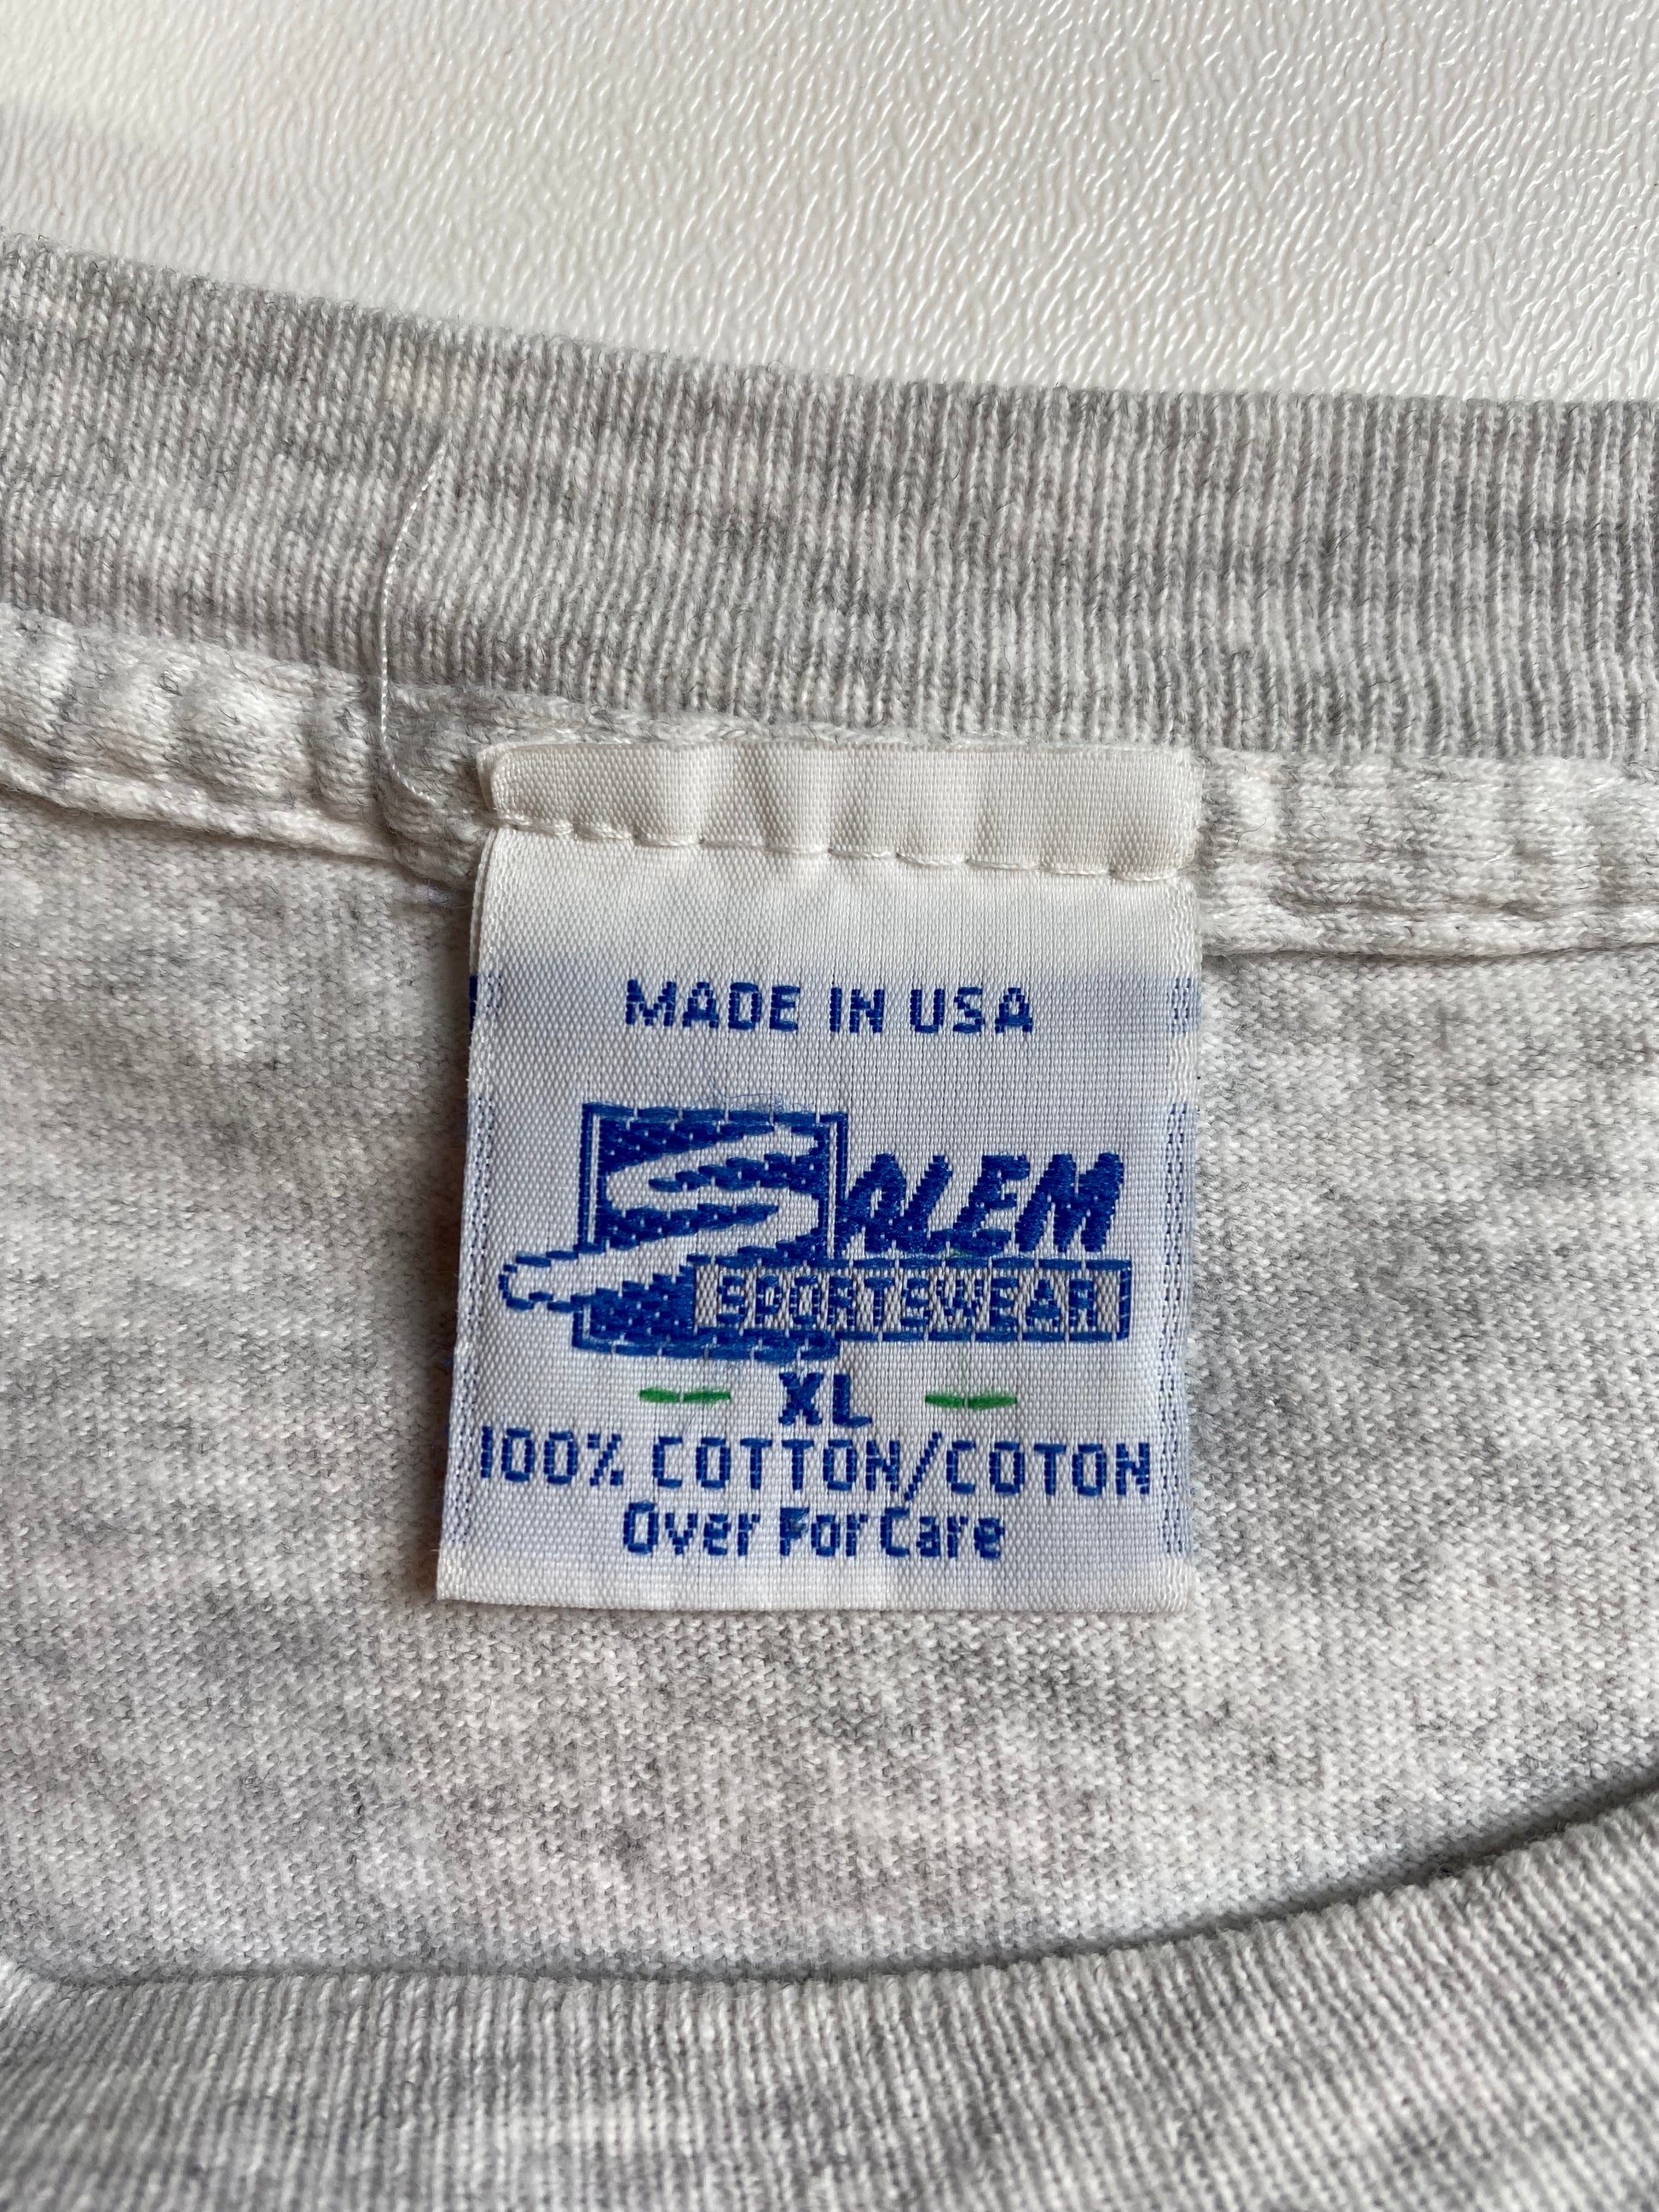 MADE IN USA
SALEM
SPORTSWEAR
XL
100% COTTON/COTON
Over For Care